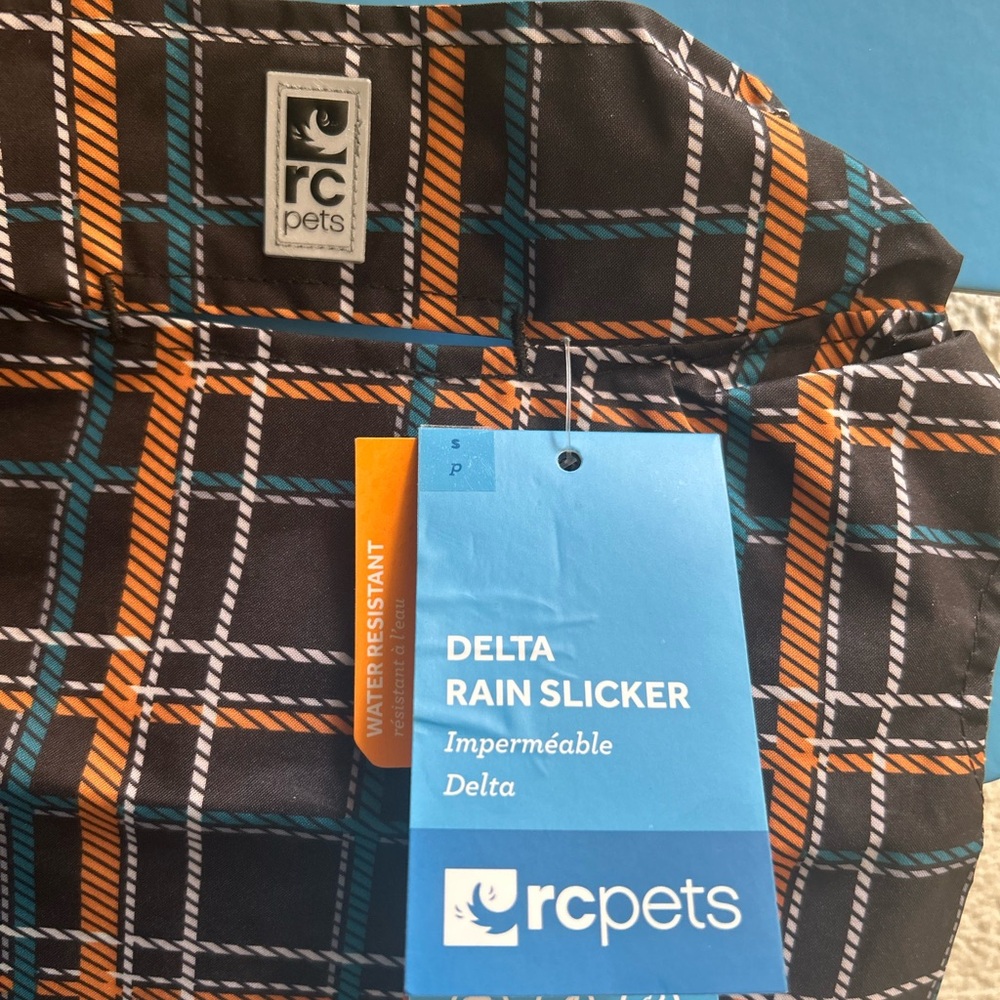 rc
pets
S
P
WATER RESISTANT
résistant à l'eau
DELTA
RAIN SLICKER
Imperméable
Delta
rcpets